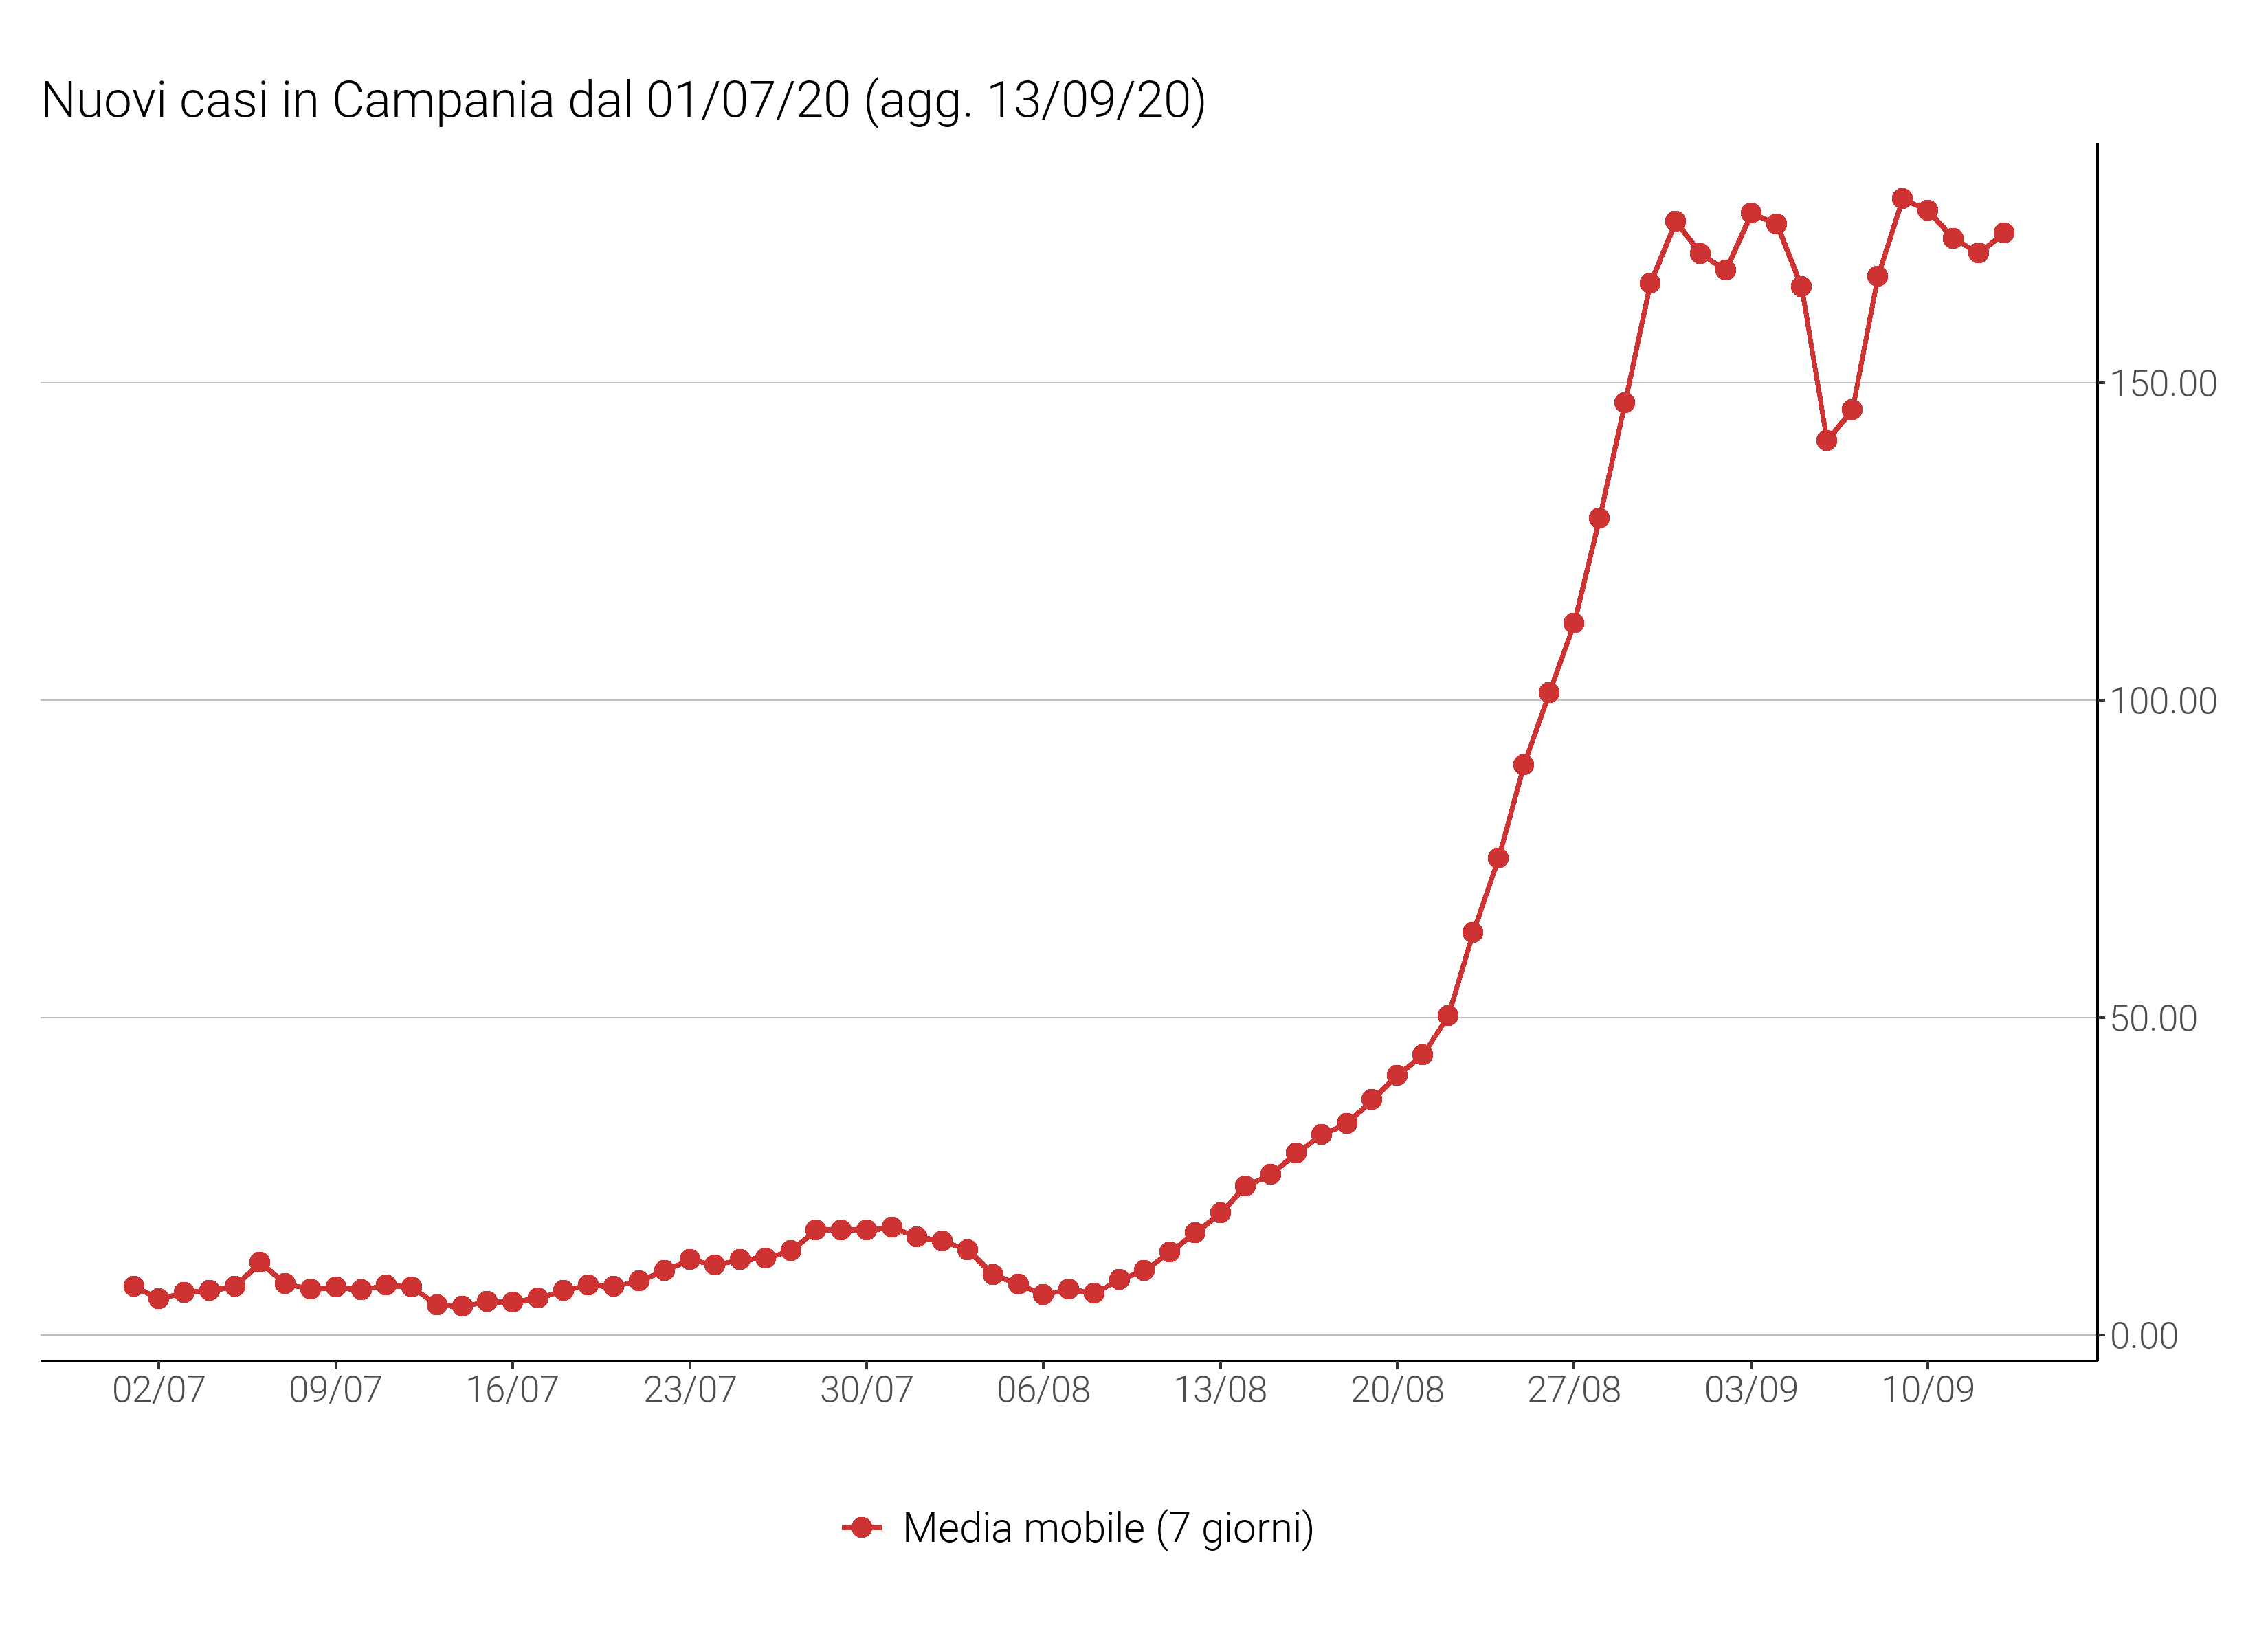 Nuovi casi in Campania dal 01/07/20 (agg. 13/09/20)
150.00
100.00
50.00
0.00
02/07 09/07 16/07 23/07 30/07 06/08 13/08 20/08 27/08 03/09 10/09
Media mobile (7 giorni)